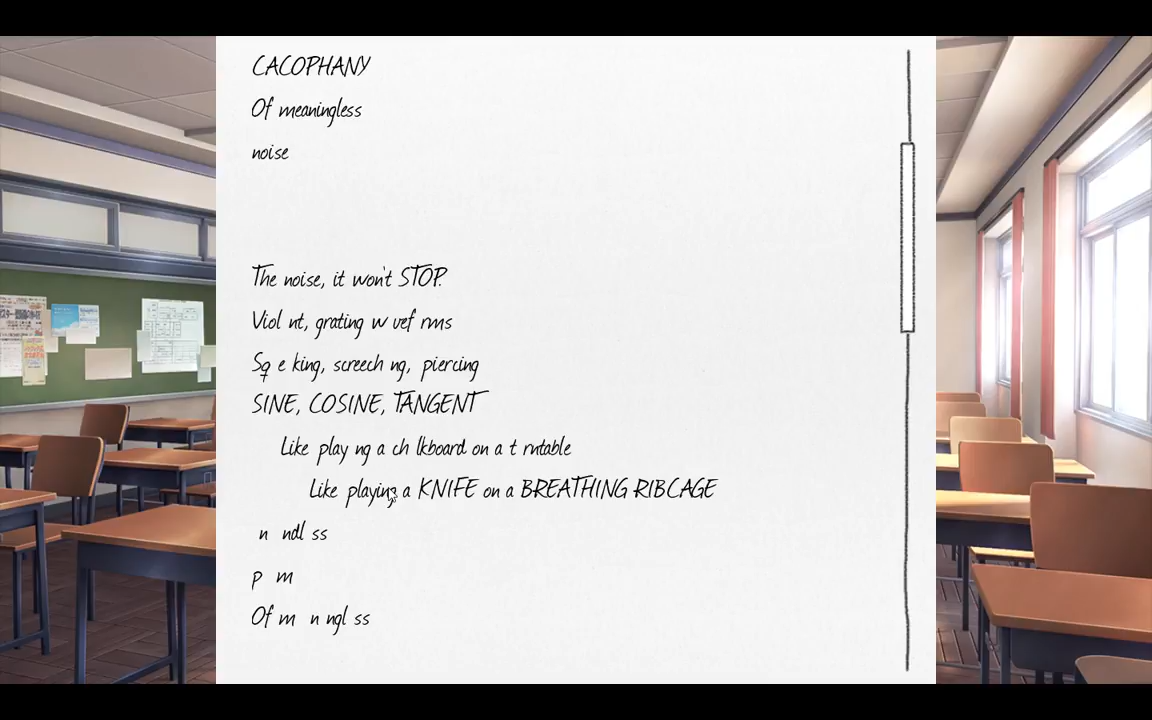 CACOPHANY
Of meaningless
noise
The noise, it won't STOP.
Viol nt, grating w vef rms
Sq e king, screech ng, piercing
SINE, COSINE, TANGENT
Like play ng a ch lkboard on a t rntable
Like playing a KNIFE on a BREATHING RIBCAGE
n ndl ss
p m
Of m n ngl ss